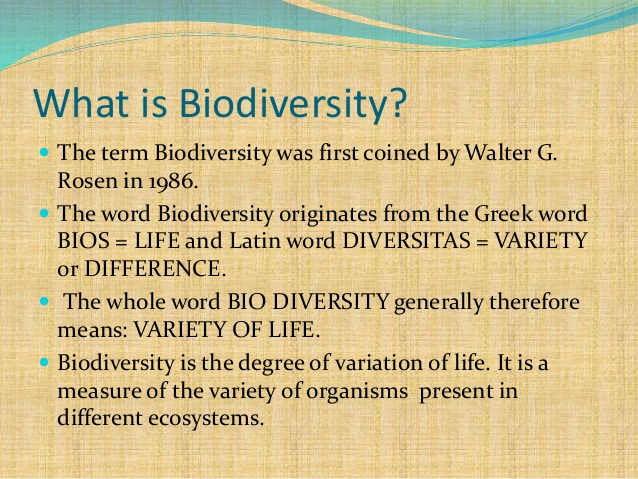 What is Biodiversity?
The term Biodiversity was first coined by Walter G.
Rosen in 1986.
The word Biodiversity originates from the Greek word
BIOS = LIFE and Latin word DIVERSITAS = VARIETY
or DIFFERENCE.
The whole word BIO DIVERSITY generally therefore
means: VARIETY OF LIFE.
Biodiversity is the degree of variation of life. It is a
measure of the variety of organisms present in
different ecosystems.